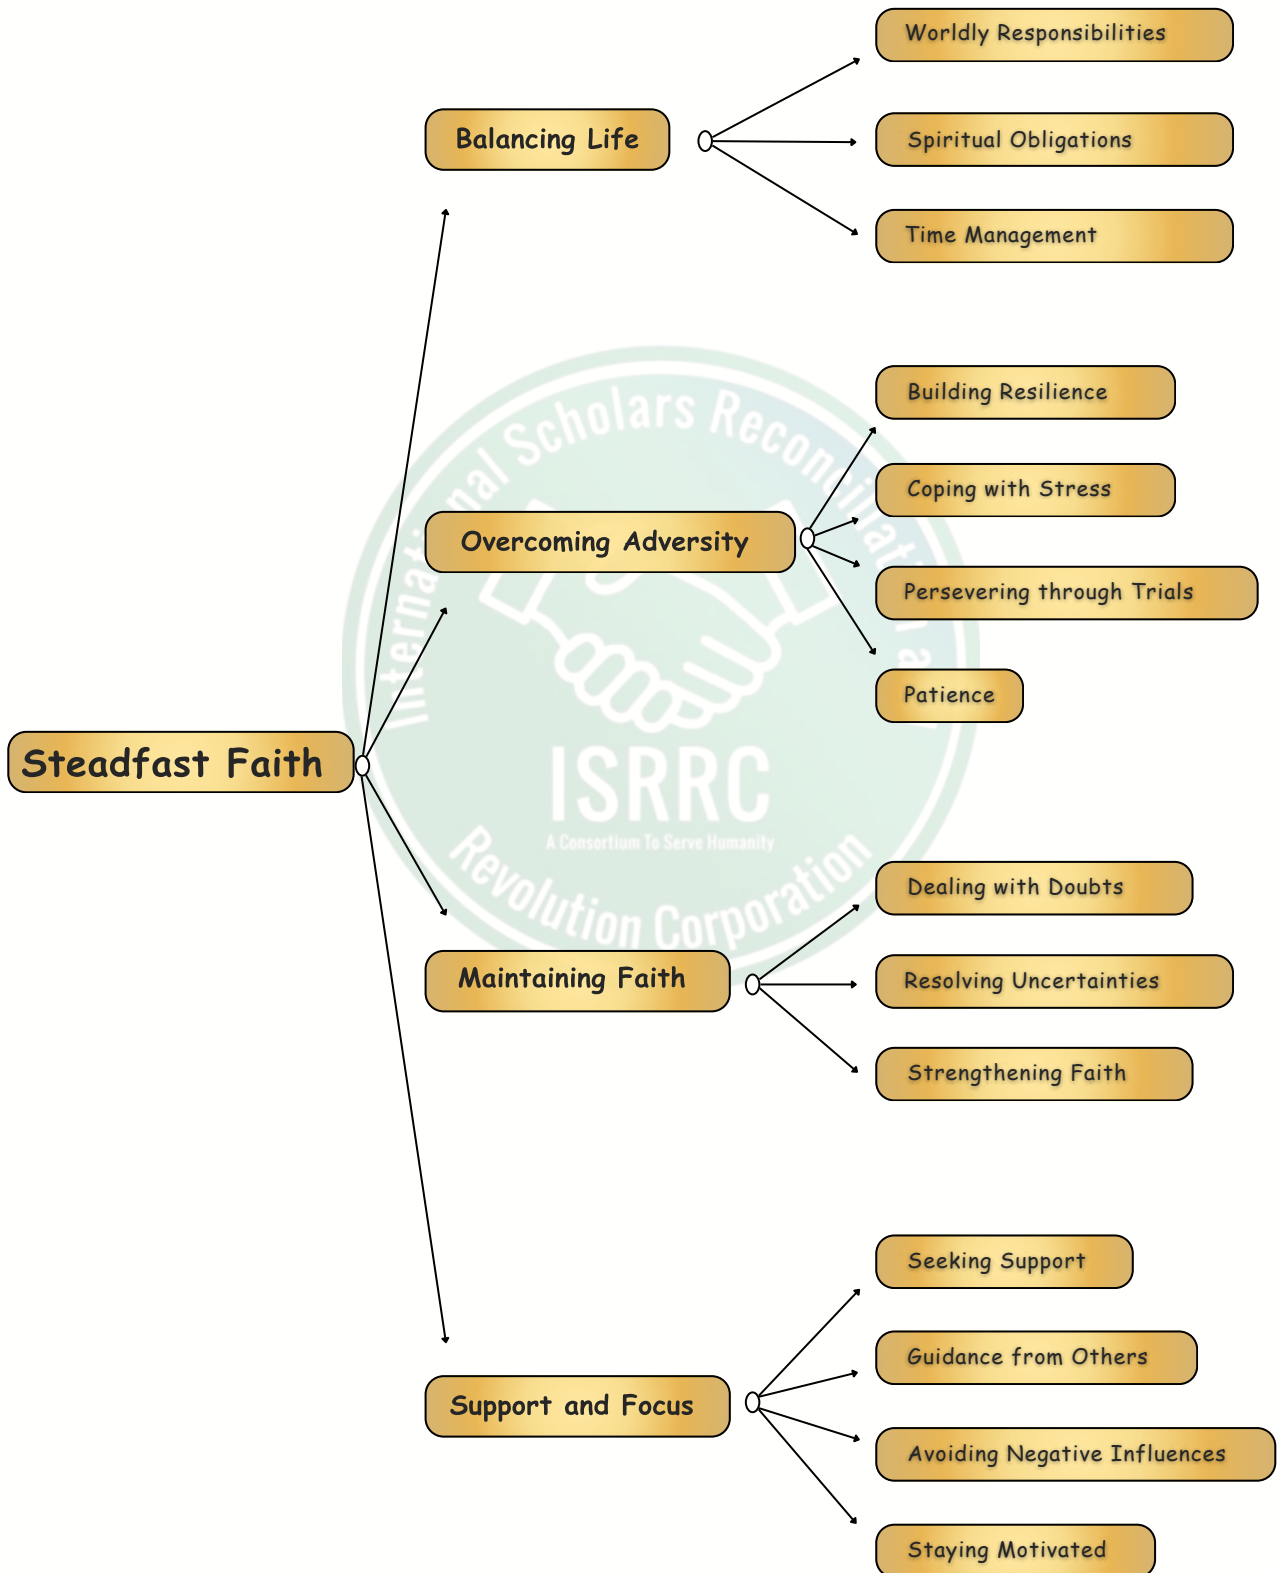 Worldly Responsibilities
Balancing Life
Spiritual Obligations
Time Management
Building Resilience
Coping with Stress
Overcoming Adversity
Persevering through Trials
Patience
Steadfast Faith
Dealing with Doubts
Maintaining Faith
Resolving Uncertainties
Strengthening Faith
Seeking Support
Guidance from Others
Support and Focus
Avoiding Negative Influences
Staying Motivated
Scholars
ISRRC
A Consortium To Serve Humanity
Revolution Corporation